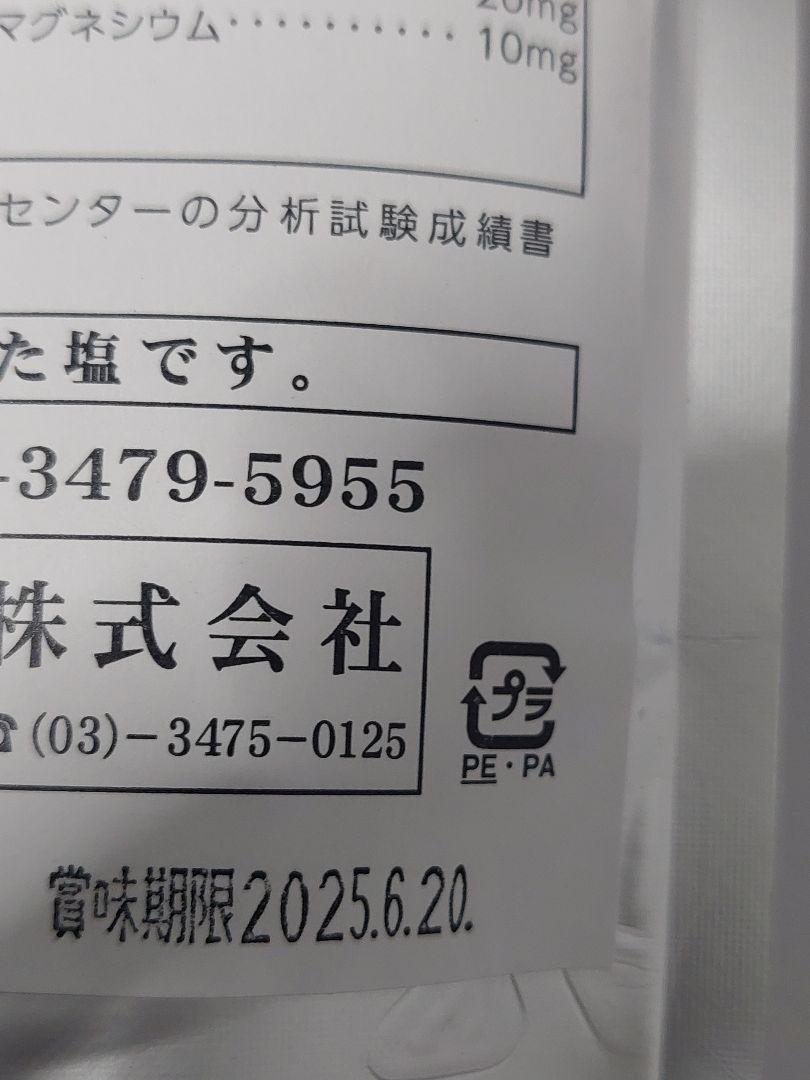 20mg
マグネシウム・・・・・・・・・・10mg
センターの分析試験成績書
た塩です。
-3479-5955
株式会社
☎(03)-3475-0125
プラ
PE・PA
賞味期限2025.6.20.